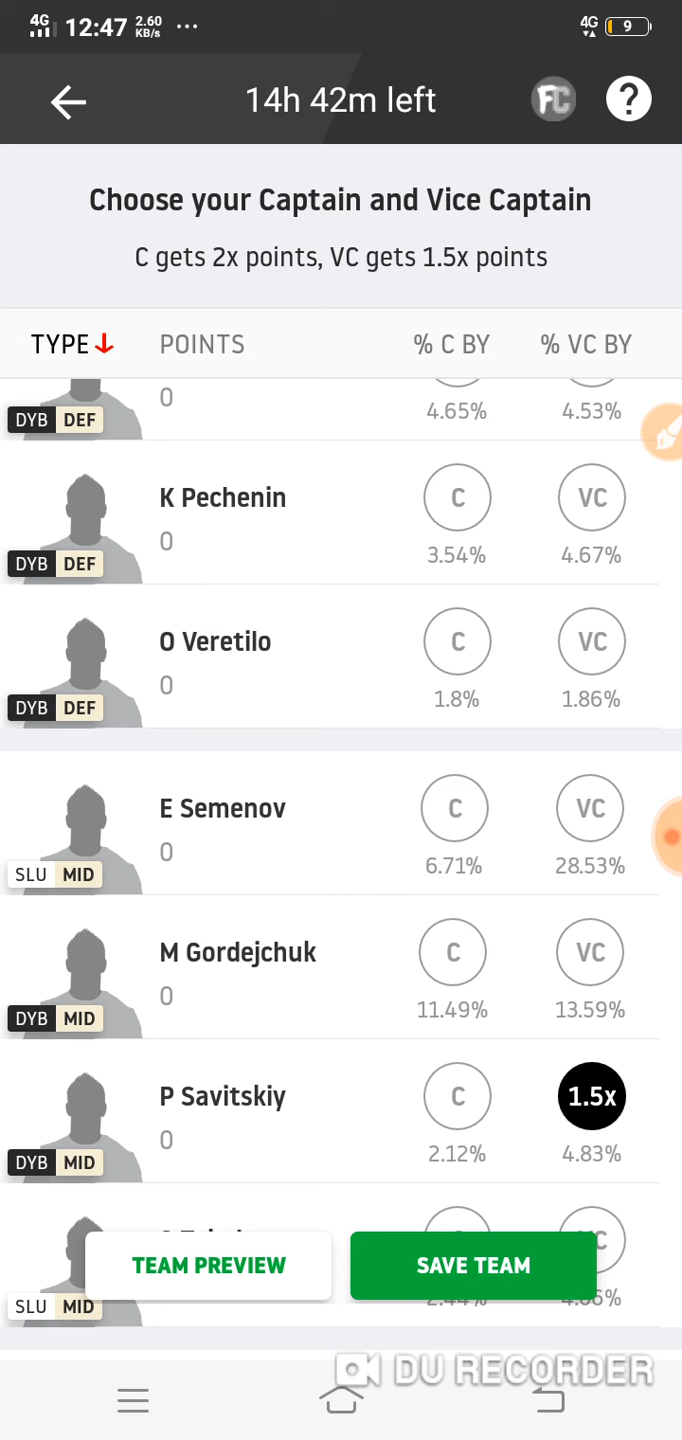 4G 12:47 2.60 KB/s ... 4G 9
14h 42m left FC ?
Choose your Captain and Vice Captain
C gets 2x points, VC gets 1.5x points
TYPE POINTS % C BY % VC BY
0
DYB DEF 4.65% 4.53%
K Pechenin C VC
0
DYB DEF 3.54% 4.67%
O Veretilo C VC
0
DYB DEF 1.8% 1.86%
E Semenov C VC
0
SLU MID 6.71% 28.53%
M Gordejchuk C VC
0
DYB MID 11.49% 13.59%
P Savitskiy C 1.5x
0
DYB MID 2.12% 4.83%
TEAM PREVIEW SAVE TEAM
SLU MID
DU RECORDER